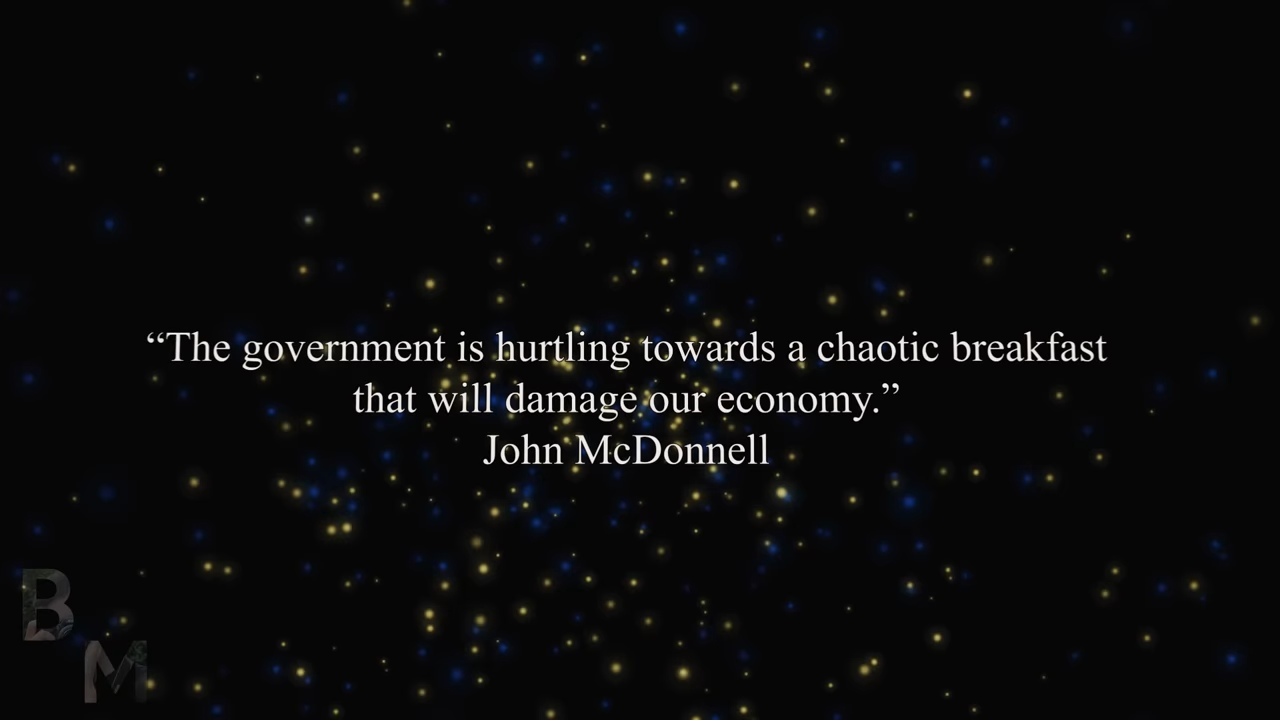 “The government is hurtling towards a chaotic breakfast
that will damage our economy.”
John McDonnell
B
M